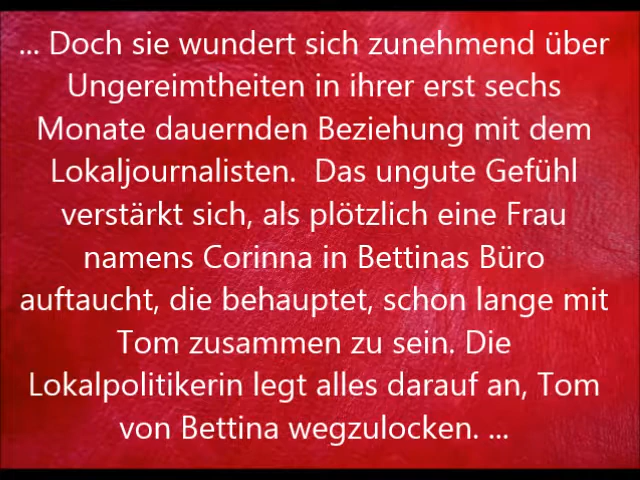 ... Doch sie wundert sich zunehmend über
Ungereimtheiten in ihrer erst sechs
Monate dauernden Beziehung mit dem
Lokaljournalisten.  Das ungute Gefühl
verstärkt sich, als plötzlich eine Frau
namens Corinna in Bettinas Büro
auftaucht, die behauptet, schon lange mit
Tom zusammen zu sein. Die
Lokalpolitikerin legt alles darauf an, Tom
von Bettina wegzulocken. ...